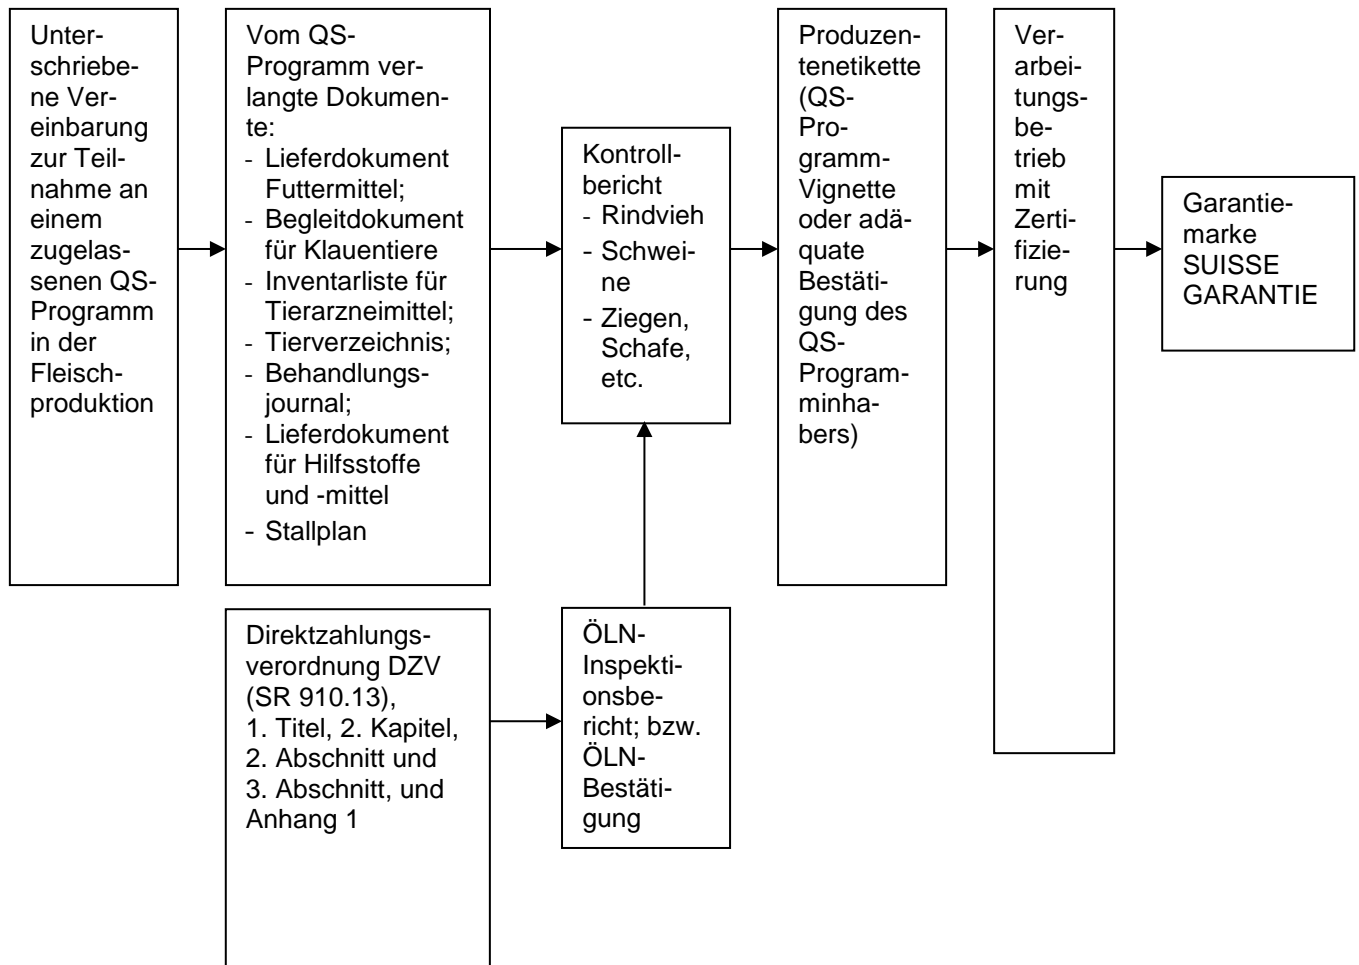 Unter-
schriebe-
ne Ver-
einbarung
zur Teil-
nahme an
einem
zugelas-
senen QS-
Programm
in der
Fleisch-
produktion
Vom QS-
Programm ver-
langte Dokumen-
te:
- Lieferdokument
Futtermittel;
- Begleitdokument
für Klauentiere
- Inventarliste für
Tierarzneimittel;
- Tierverzeichnis;
- Behandlungs-
journal;
- Lieferdokument
für Hilfsstoffe
und -mittel
- Stallplan
Kontroll-
bericht
- Rindvieh
- Schwei-
ne
- Ziegen,
Schafe,
etc.
Produzen-
tenetikette
(QS-
Pro-
gramm-
Vignette
oder adä-
quate
Bestäti-
gung des
QS-
Program-
minha-
bers)
Ver-
arbei-
tungs-
be-
trieb
mit
Zerti-
fizie-
rung
Garantie-
marke
SUISSE
GARANTIE
Direktzahlungs-
verordnung DZV
(SR 910.13),
1. Titel, 2. Kapitel,
2. Abschnitt und
3. Abschnitt, und
Anhang 1
ÖLN-
Inspekti-
onsbe-
richt; bzw.
ÖLN-
Bestäti-
gung